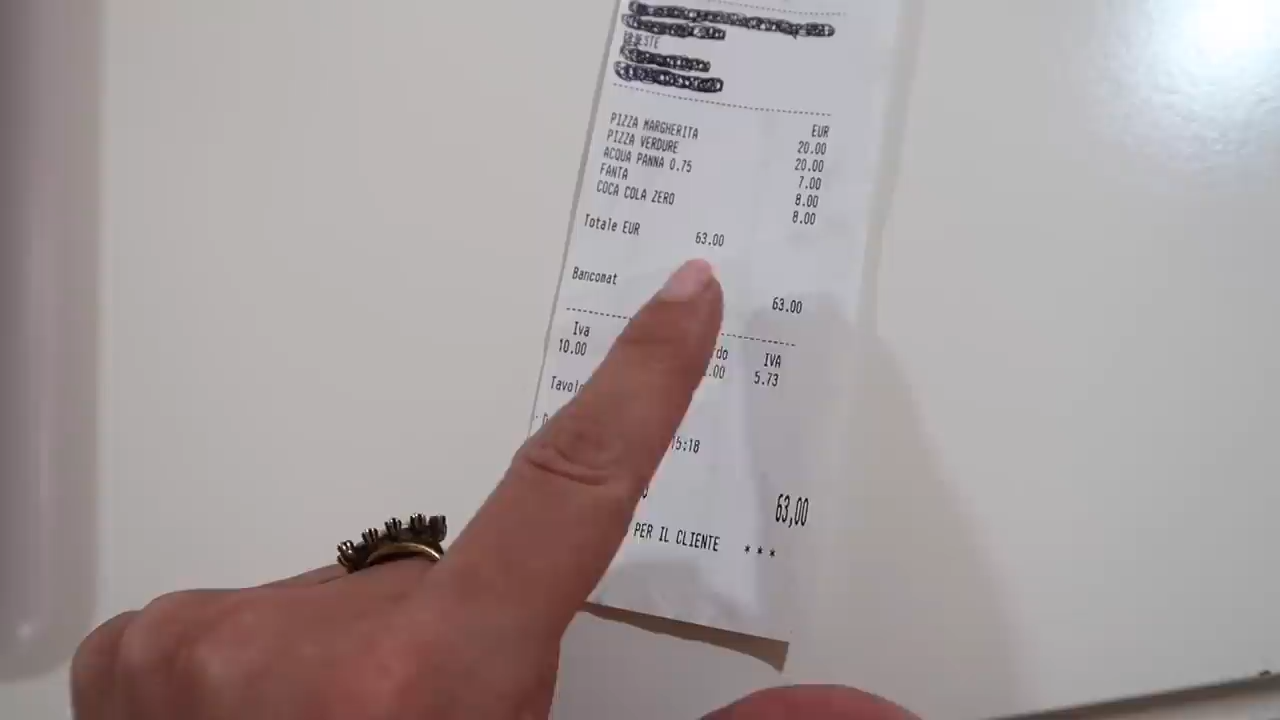 EUR
PIZZA MARGHERITA 20.00
PIZZA VERDURE 20.00
ACQUA PANNA 0.75 7.00
FANTA 8.00
COCA COLA ZERO 8.00
Totale EUR 63.00
Bancomat 63.00
Iva IVA
10.00 5.73
15:18
63,00
PER IL CLIENTE ***